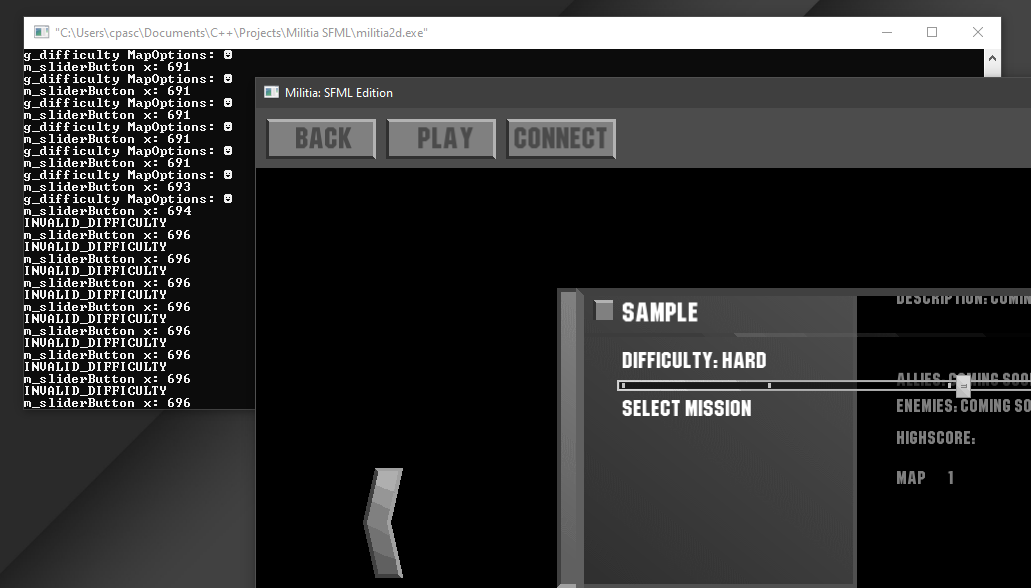 "C:\Users\cpasc\Documents\C++\Projects\Militia SFML\militia2d.exe"
g_difficulty MapOptions: ☻
m_sliderButton x: 691
g_difficulty MapOptions: ☻
m_sliderButton x: 691
g_difficulty MapOptions: ☻
m_sliderButton x: 691
g_difficulty MapOptions: ☻
m_sliderButton x: 691
g_difficulty MapOptions: ☻
m_sliderButton x: 691
g_difficulty MapOptions: ☻
m_sliderButton x: 693
g_difficulty MapOptions: ☻
m_sliderButton x: 694
INVALID_DIFFICULTY
m_sliderButton x: 696
INVALID_DIFFICULTY
m_sliderButton x: 696
INVALID_DIFFICULTY
m_sliderButton x: 696
INVALID_DIFFICULTY
m_sliderButton x: 696
INVALID_DIFFICULTY
m_sliderButton x: 696
INVALID_DIFFICULTY
m_sliderButton x: 696
INVALID_DIFFICULTY
m_sliderButton x: 696
INVALID_DIFFICULTY
m_sliderButton x: 696
Militia: SFML Edition
BACK PLAY CONNECT
SAMPLE
DIFFICULTY: HARD
SELECT MISSION
DESCRIPTION: COMIN
ALLIES: COMING SOO
ENEMIES: COMING SO
HIGHSCORE:
MAP 1